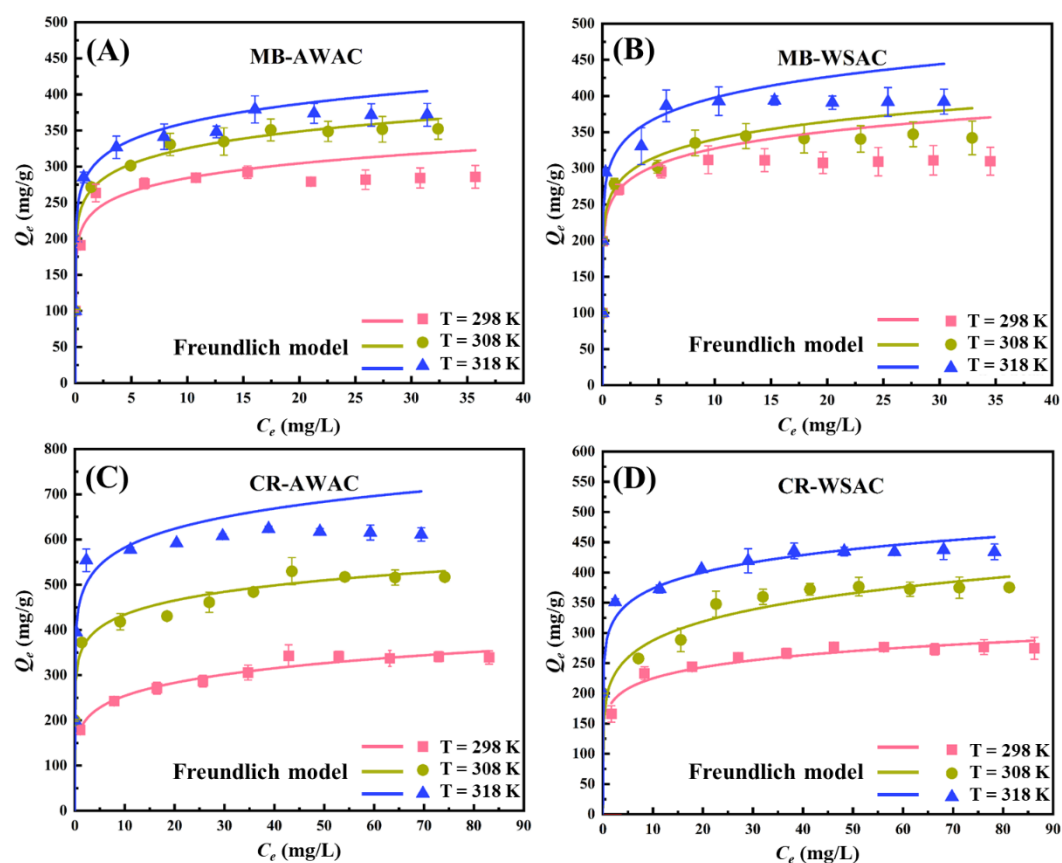 (A)
MB-AWAC
Qe (mg/g)
500
450
400
350
300
250
200
150
100
50
0
T = 298 K
T = 308 K
T = 318 K
Freundlich model
0 5 10 15 20 25 30 35 40
Ce (mg/L)
(B)
MB-WSAC
Qe (mg/g)
500
450
400
350
300
250
200
150
100
50
0
T = 298 K
T = 308 K
T = 318 K
Freundlich model
0 5 10 15 20 25 30 35 40
Ce (mg/L)
(C)
CR-AWAC
Qe (mg/g)
800
700
600
500
400
300
200
100
0
T = 298 K
T = 308 K
T = 318 K
Freundlich model
0 10 20 30 40 50 60 70 80 90
Ce (mg/L)
(D)
CR-WSAC
Qe (mg/g)
600
550
500
450
400
350
300
250
200
150
100
50
0
T = 298 K
T = 308 K
T = 318 K
Freundlich model
0 10 20 30 40 50 60 70 80 90
Ce (mg/L)